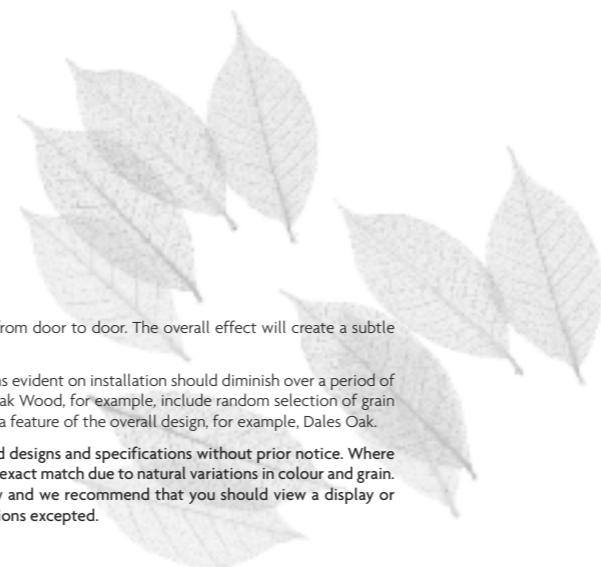 from door to door. The overall effect will create a subtle
s evident on installation should diminish over a period of
ak Wood, for example, include random selection of grain
a feature of the overall design, for example, Dales Oak.
d designs and specifications without prior notice. Where
exact match due to natural variations in colour and grain.
y and we recommend that you should view a display or
ions excepted.